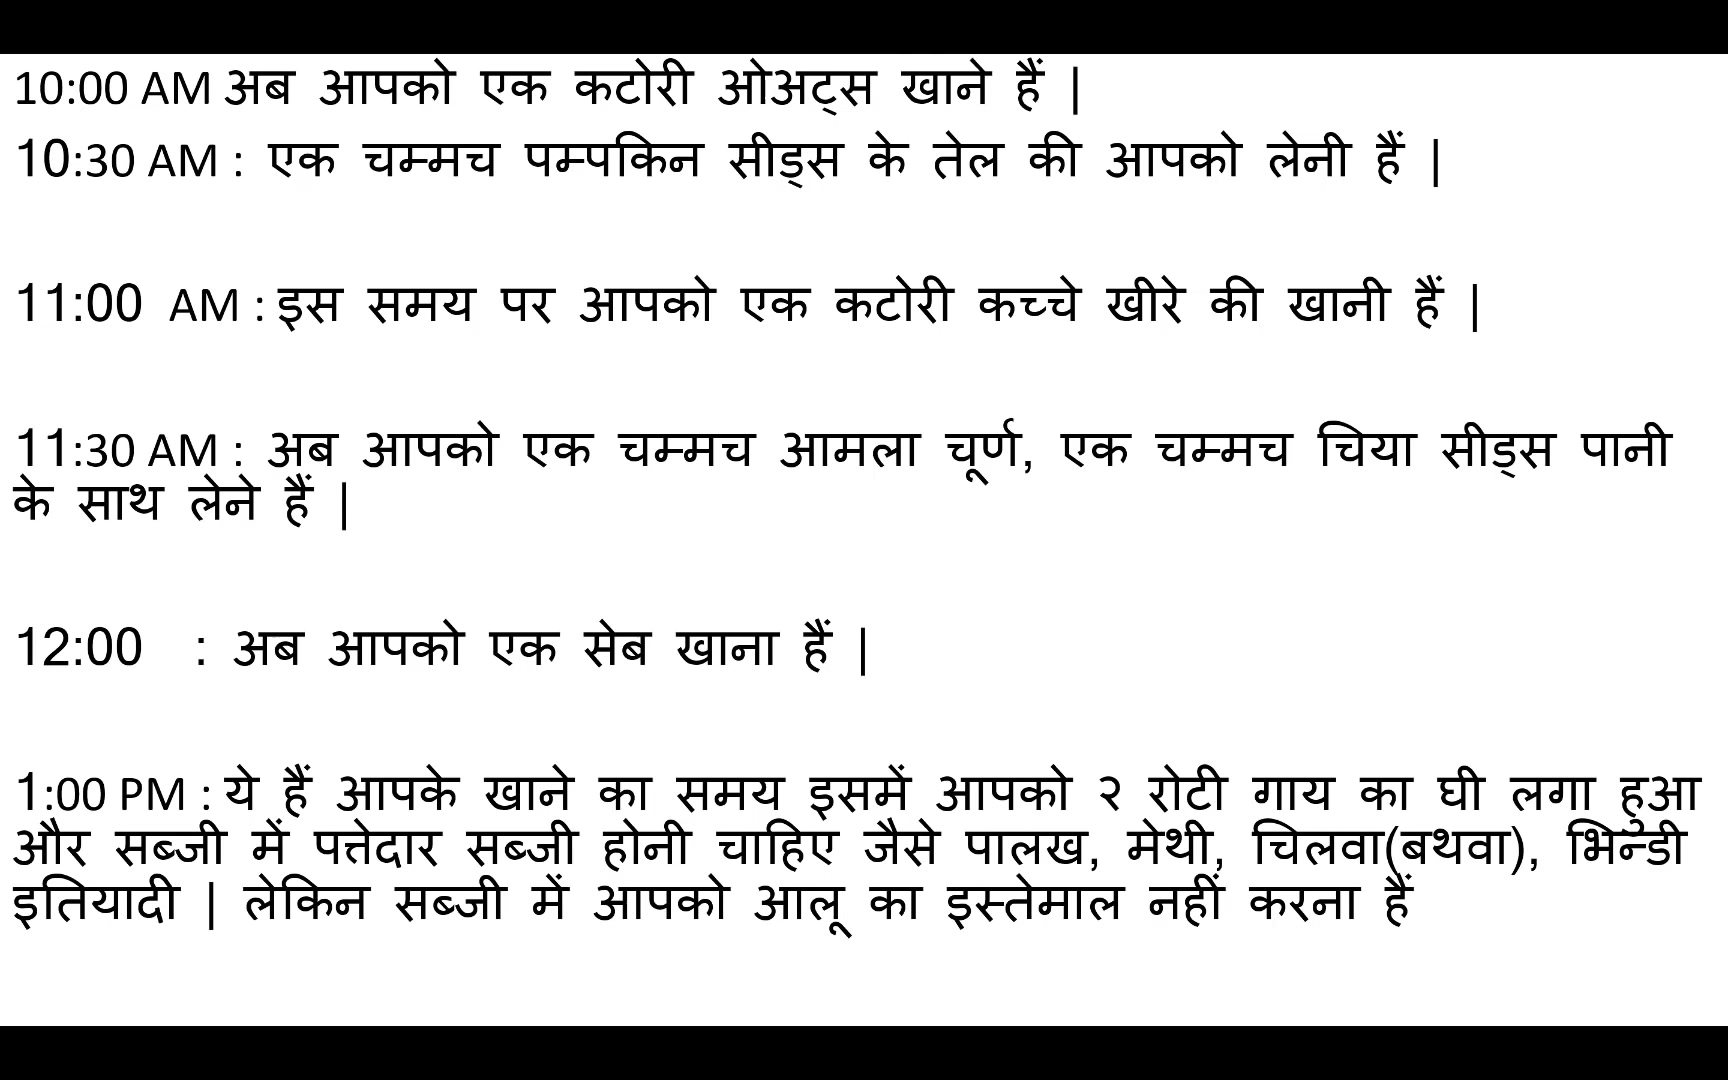 10:00 AM अब आपको एक कटोरी ओअट्स खाने हैं |
10:30 AM : एक चम्मच पम्पकिन सीड्स के तेल की आपको लेनी हैं |
11:00 AM : इस समय पर आपको एक कटोरी कच्चे खीरे की खानी हैं |
11:30 AM : अब आपको एक चम्मच आमला चूर्ण, एक चम्मच चिया सीड्स पानी
के साथ लेने हैं |
12:00 : अब आपको एक सेब खाना हैं |
1:00 PM : ये हैं आपके खाने का समय इसमें आपको २ रोटी गाय का घी लगा हुआ
और सब्जी में पत्तेदार सब्जी होनी चाहिए जैसे पालख, मेथी, चिलवा(बथवा), भिन्डी
इतियादी | लेकिन सब्जी में आपको आलू का इस्तेमाल नहीं करना हैं